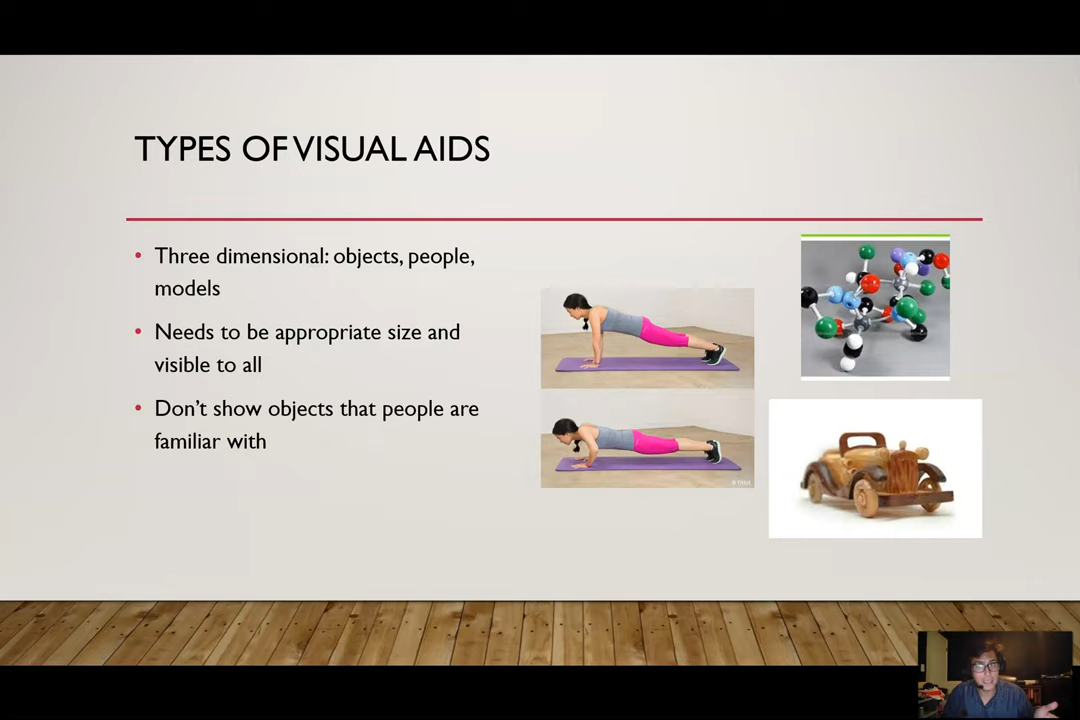 TYPES OF VISUAL AIDS
• Three dimensional: objects, people,
models
• Needs to be appropriate size and
visible to all
• Don't show objects that people are
familiar with